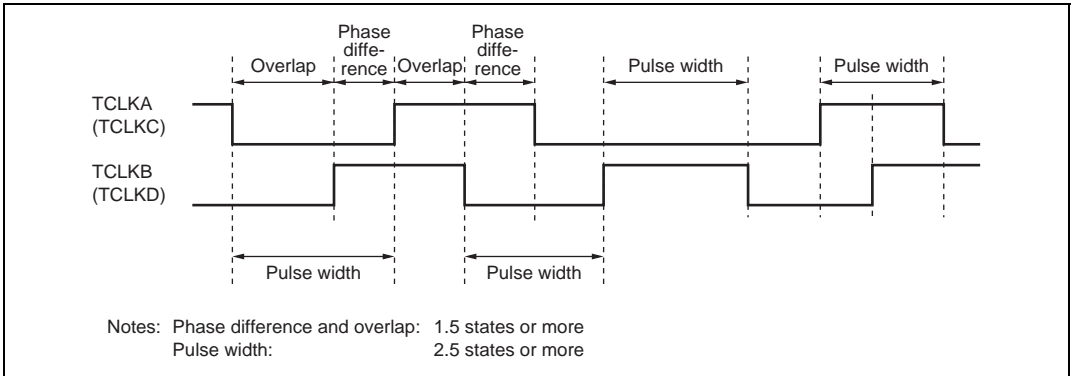 Phase
diffe-
rence
Phase
diffe-
rence
Overlap
Overlap
Pulse width
Pulse width
TCLKA
(TCLKC)
TCLKB
(TCLKD)
Pulse width
Pulse width
Notes: Phase difference and overlap: 1.5 states or more
Pulse width: 2.5 states or more